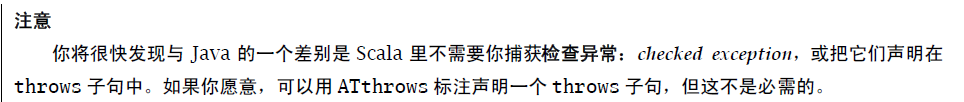 注意
你将很快发现与 Java 的一个差别是 Scala 里不需要你捕获检查异常：checked exception，或把它们声明在
throws 子句中。如果你愿意，可以用 ATthrows 标注声明一个 throws 子句，但这不是必需的。